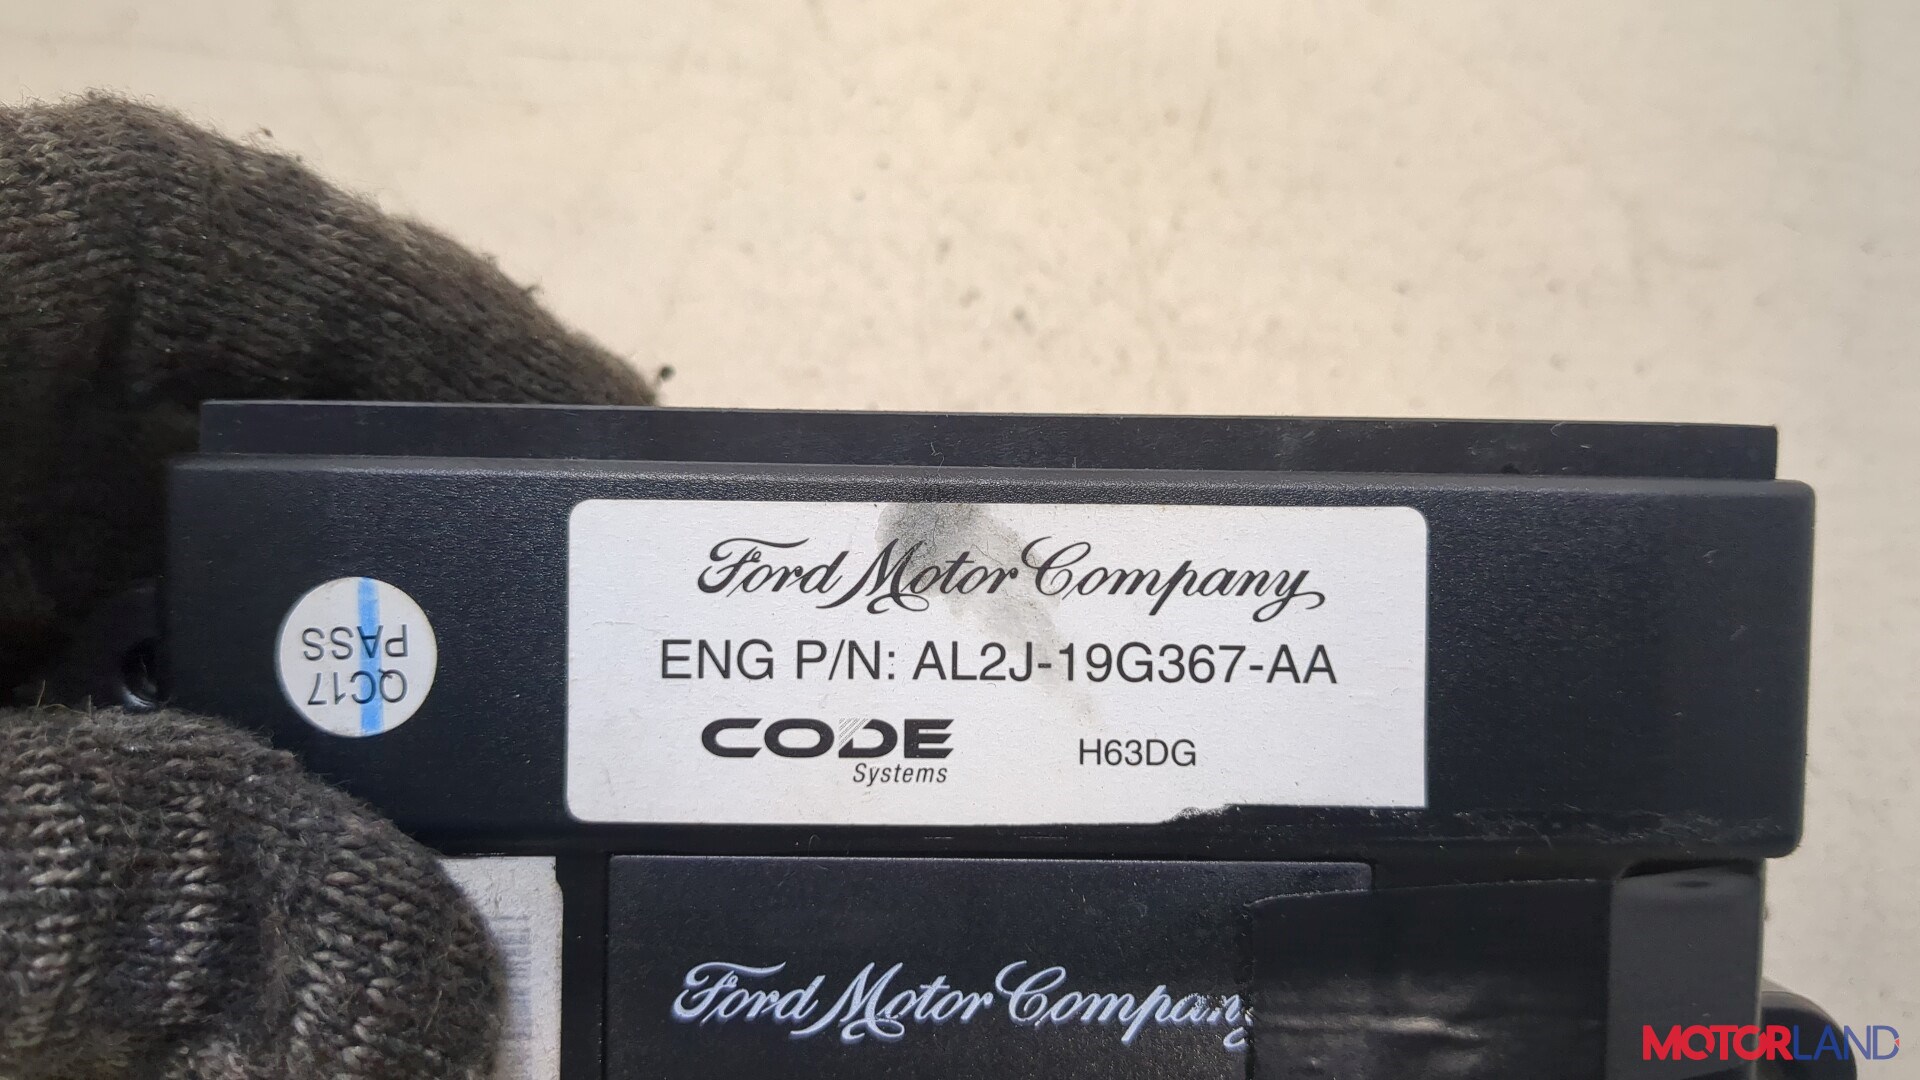 Ford Motor Company
ENG P/N: AL2J-19G367-AA
CODE
Systems
H63DG
QC17
PASS
Ford Motor Company
MOTORLAND